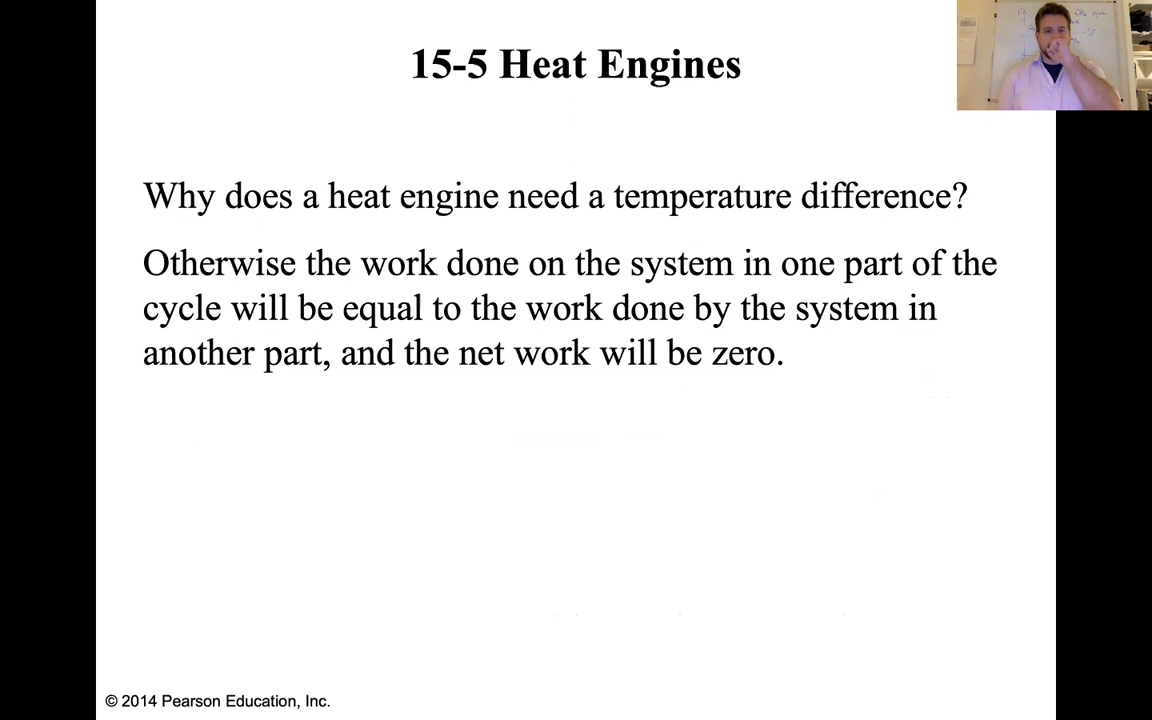 15-5 Heat Engines
Why does a heat engine need a temperature difference?
Otherwise the work done on the system in one part of the
cycle will be equal to the work done by the system in
another part, and the net work will be zero.
© 2014 Pearson Education, Inc.